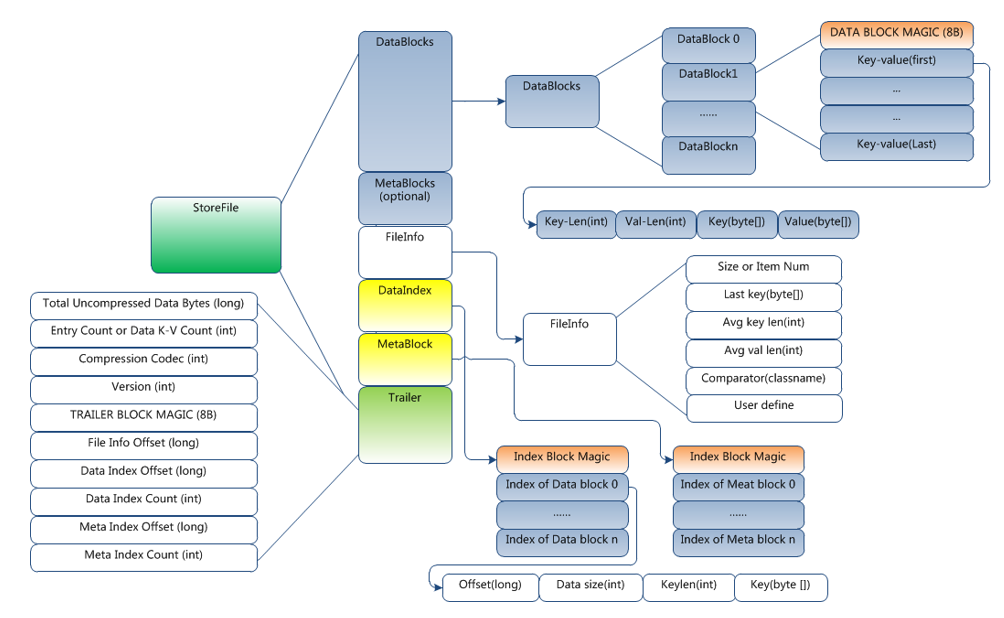 StoreFile
DataBlocks
MetaBlocks
(optional)
FileInfo
DataIndex
MetaBlock
Trailer
DataBlocks
DataBlock 0
DataBlock1
......
DataBlockn
DATA BLOCK MAGIC (8B)
Key-value(first)
...
...
Key-value(Last)
Key-Len(int)
Val-Len(int)
Key(byte[])
Value(byte[])
FileInfo
Size or Item Num
Last key(byte[])
Avg key len(int)
Avg val len(int)
Comparator(classname)
User define
Total Uncompressed Data Bytes (long)
Entry Count or Data K-V Count (int)
Compression Codec (int)
Version (int)
TRAILER BLOCK MAGIC (8B)
File Info Offset (long)
Data Index Offset (long)
Data Index Count (int)
Meta Index Offset (long)
Meta Index Count (int)
Index Block Magic
Index of Data block 0
......
Index of Data block n
Index Block Magic
Index of Meat block 0
......
Index of Meta block n
Offset(long)
Data size(int)
Keylen(int)
Key(byte [])